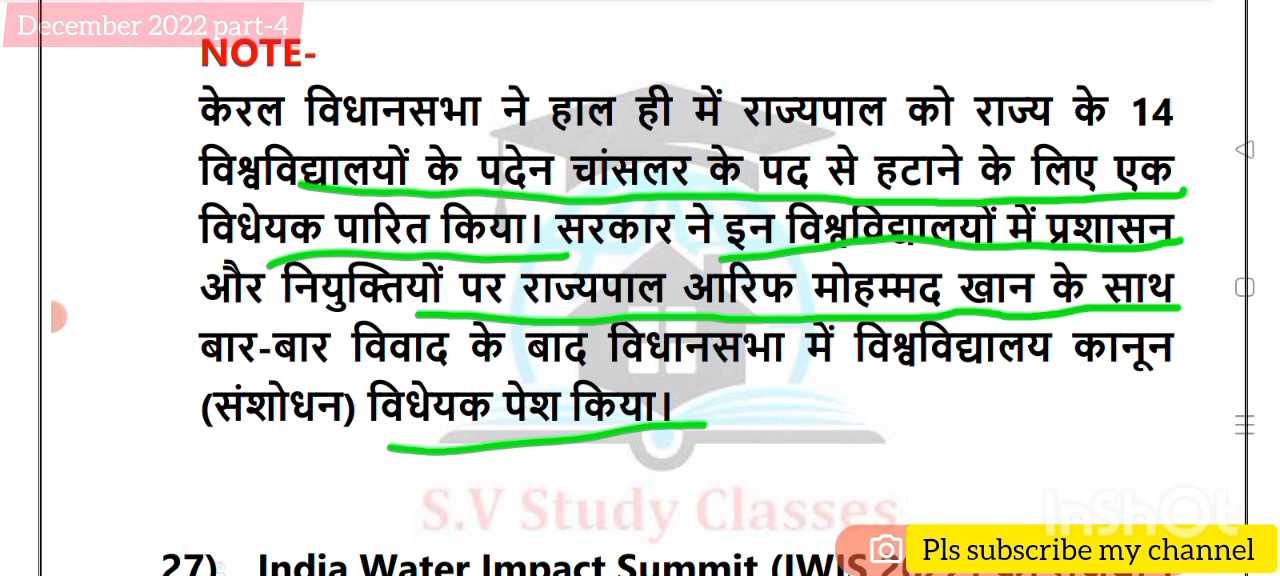 December 2022 part-4
NOTE-
केरल विधानसभा ने हाल ही में राज्यपाल को राज्य के 14
विश्वविद्यालयों के पदेन चांसलर के पद से हटाने के लिए एक
विधेयक पारित किया। सरकार ने इन विश्वविद्यालयों में प्रशासन
और नियुक्तियों पर राज्यपाल आरिफ मोहम्मद खान के साथ
बार-बार विवाद के बाद विधानसभा में विश्वविद्यालय कानून
(संशोधन) विधेयक पेश किया।
S.V Study Classes
InShOt
Pls subscribe my channel
27) India Water Impact Summit (IWIS